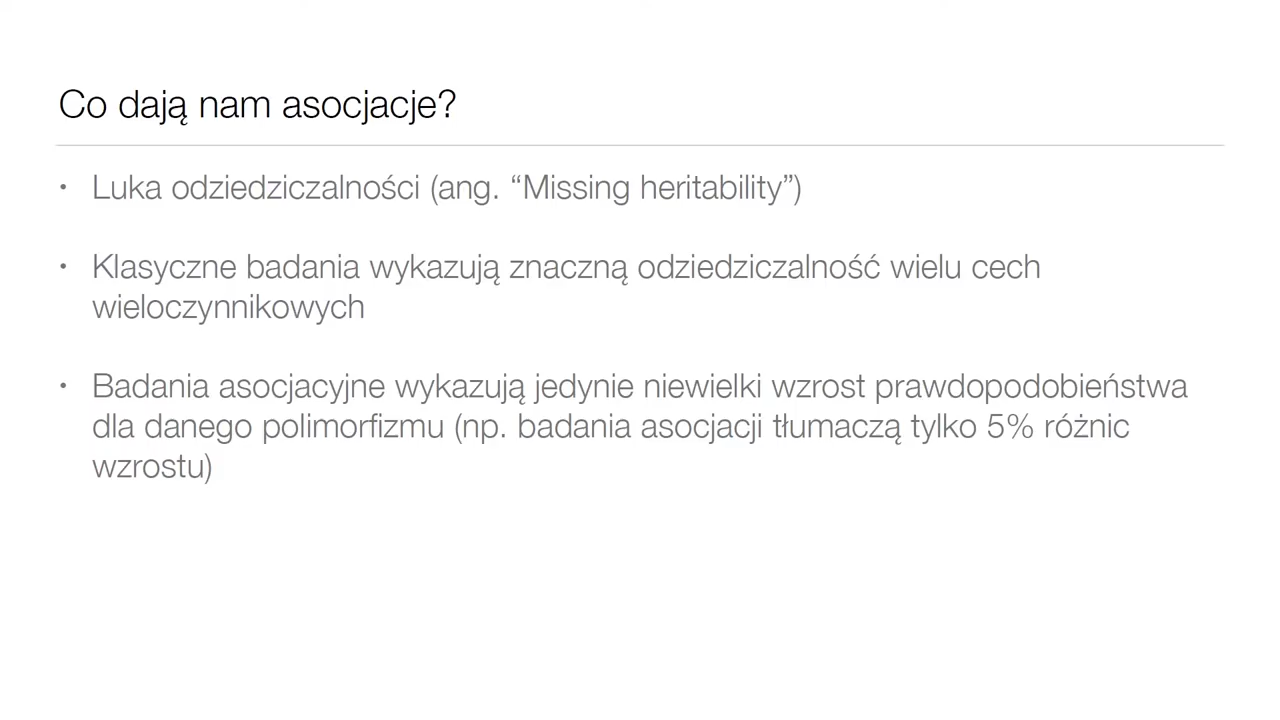 Co dają nam asocjacje?
• Luka odziedziczalności (ang. “Missing heritability”)
• Klasyczne badania wykazują znaczną odziedziczalność wielu cech
wieloczynnikowych
• Badania asocjacyjne wykazują jedynie niewielki wzrost prawdopodobieństwa
dla danego polimorfizmu (np. badania asocjacji tłumaczą tylko 5% różnic
wzrostu)